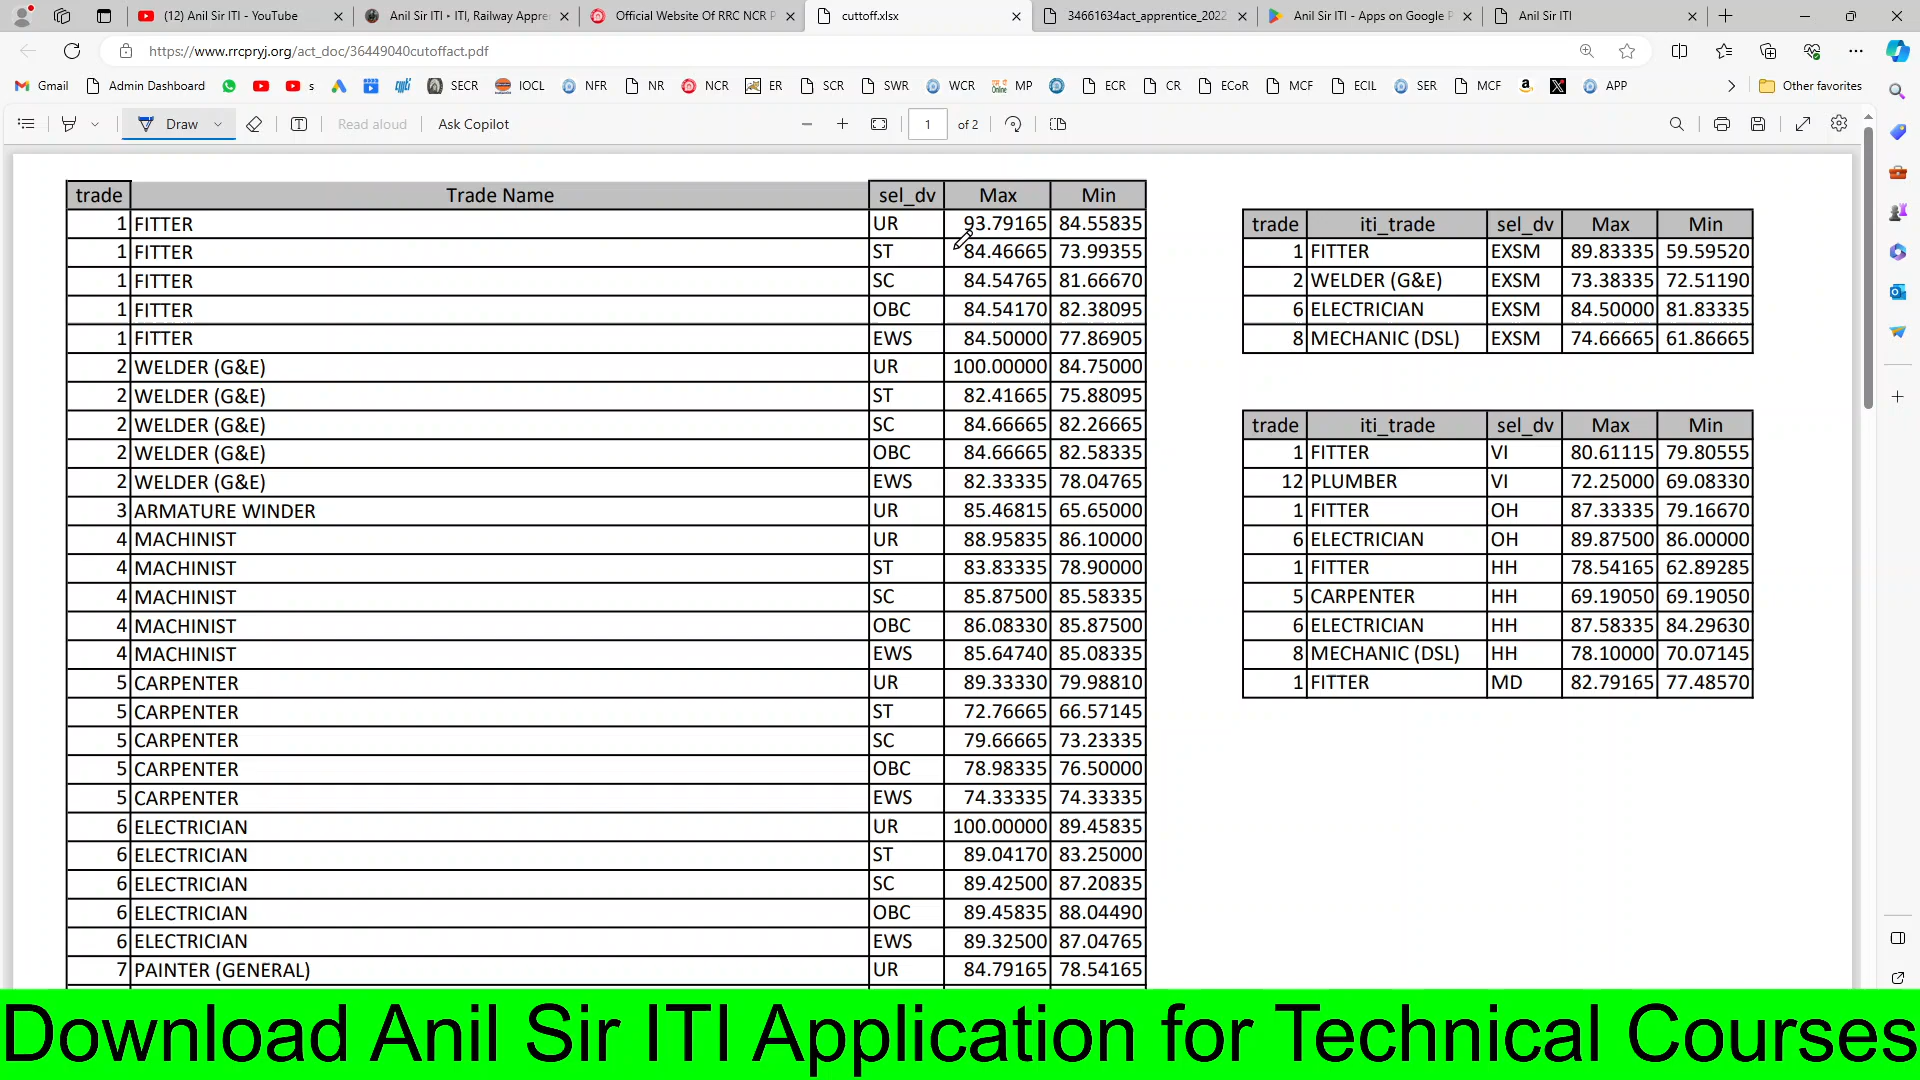 (12) Anil Sir ITI - YouTube
Anil Sir ITI • ITI, Railway Appre
Official Website Of RRC NCR P
cuttoff.xlsx
34661634act_apprentice_2022
Anil Sir ITI - Apps on Google P
Anil Sir ITI
https://www.rrcpryj.org/act_doc/36449040cutoffact.pdf
Gmail Admin Dashboard s SECR IOCL NFR NR NCR ER SCR SWR WCR MP ECR CR ECoR MCF ECIL SER MCF APP Other favorites
Draw Read aloud Ask Copilot 1 of 2
trade Trade Name sel_dv Max Min
1 FITTER UR 93.79165 84.55835
1 FITTER ST 84.46665 73.99355
1 FITTER SC 84.54765 81.66670
1 FITTER OBC 84.54170 82.38095
1 FITTER EWS 84.50000 77.86905
2 WELDER (G&E) UR 100.00000 84.75000
2 WELDER (G&E) ST 82.41665 75.88095
2 WELDER (G&E) SC 84.66665 82.26665
2 WELDER (G&E) OBC 84.66665 82.58335
2 WELDER (G&E) EWS 82.33335 78.04765
3 ARMATURE WINDER UR 85.46815 65.65000
4 MACHINIST UR 88.95835 86.10000
4 MACHINIST ST 83.83335 78.90000
4 MACHINIST SC 85.87500 85.58335
4 MACHINIST OBC 86.08330 85.87500
4 MACHINIST EWS 85.64740 85.08335
5 CARPENTER UR 89.33330 79.98810
5 CARPENTER ST 72.76665 66.57145
5 CARPENTER SC 79.66665 73.23335
5 CARPENTER OBC 78.98335 76.50000
5 CARPENTER EWS 74.33335 74.33335
6 ELECTRICIAN UR 100.00000 89.45835
6 ELECTRICIAN ST 89.04170 83.25000
6 ELECTRICIAN SC 89.42500 87.20835
6 ELECTRICIAN OBC 89.45835 88.04490
6 ELECTRICIAN EWS 89.32500 87.04765
7 PAINTER (GENERAL) UR 84.79165 78.54165
trade iti_trade sel_dv Max Min
1 FITTER EXSM 89.83335 59.59520
2 WELDER (G&E) EXSM 73.38335 72.51190
6 ELECTRICIAN EXSM 84.50000 81.83335
8 MECHANIC (DSL) EXSM 74.66665 61.86665
trade iti_trade sel_dv Max Min
1 FITTER VI 80.61115 79.80555
12 PLUMBER VI 72.25000 69.08330
1 FITTER OH 87.33335 79.16670
6 ELECTRICIAN OH 89.87500 86.00000
1 FITTER HH 78.54165 62.89285
5 CARPENTER HH 69.19050 69.19050
6 ELECTRICIAN HH 87.58335 84.29630
8 MECHANIC (DSL) HH 78.10000 70.07145
1 FITTER MD 82.79165 77.48570
Download Anil Sir ITI Application for Technical Courses